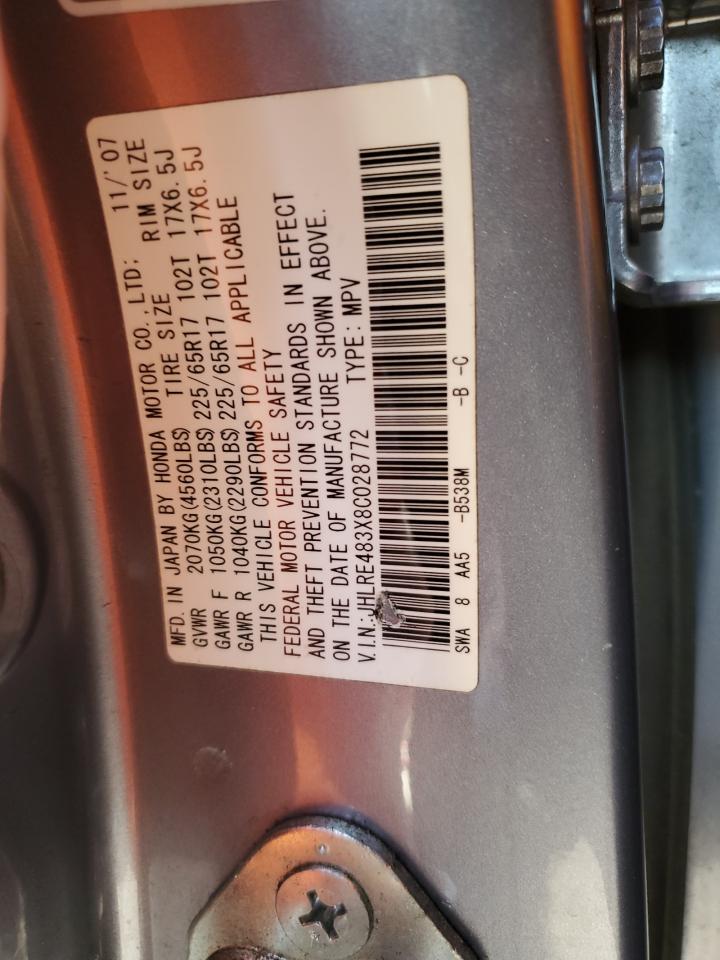 MFD. IN JAPAN BY HONDA MOTOR CO.,LTD: 11/'07
GVWR 2070KG(4560LBS) TIRE SIZE RIM SIZE
GAWR F 1050KG(2310LBS) 225/65R17 102T 17X6.5J
GAWR R 1040KG(2290LBS) 225/65R17 102T 17X6.5J
THIS VEHICLE CONFORMS TO ALL APPLICABLE
FEDERAL MOTOR VEHICLE SAFETY
AND THEFT PREVENTION STANDARDS IN EFFECT
ON THE DATE OF MANUFACTURE SHOWN ABOVE.
V.I.N.:JHLRE483X8C028772 TYPE: MPV
SWA 8 AA5 -B538M -B -C